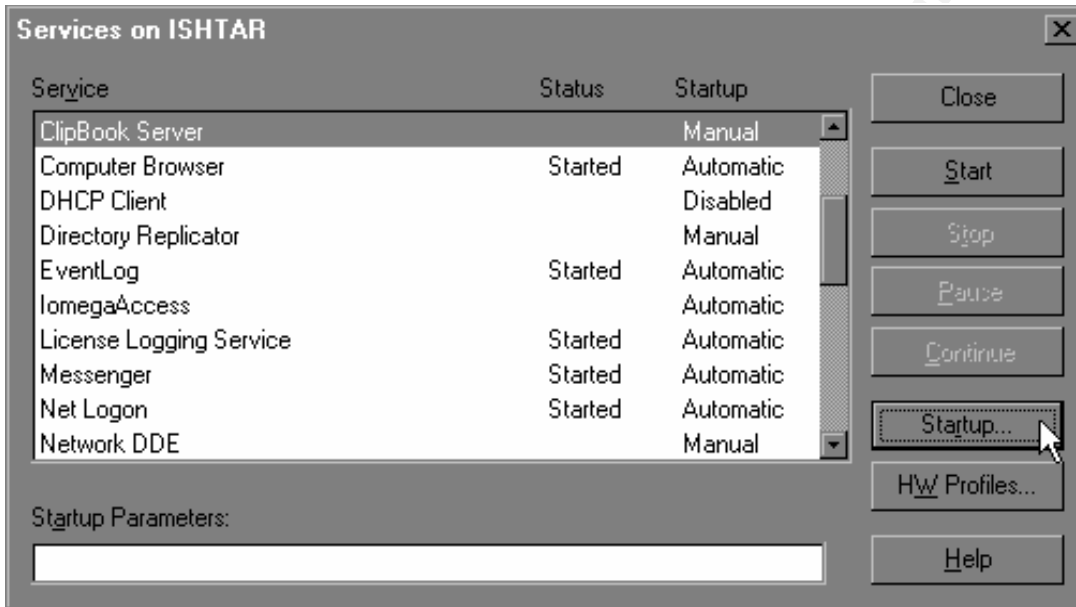 Services on ISHTAR
Service Status Startup
ClipBook Server Manual
Computer Browser Started Automatic
DHCP Client Disabled
Directory Replicator Manual
EventLog Started Automatic
IomegaAccess Automatic
License Logging Service Started Automatic
Messenger Started Automatic
Net Logon Started Automatic
Network DDE Manual
Startup Parameters:
Close
Start
Stop
Pause
Continue
Startup...
HW Profiles...
Help